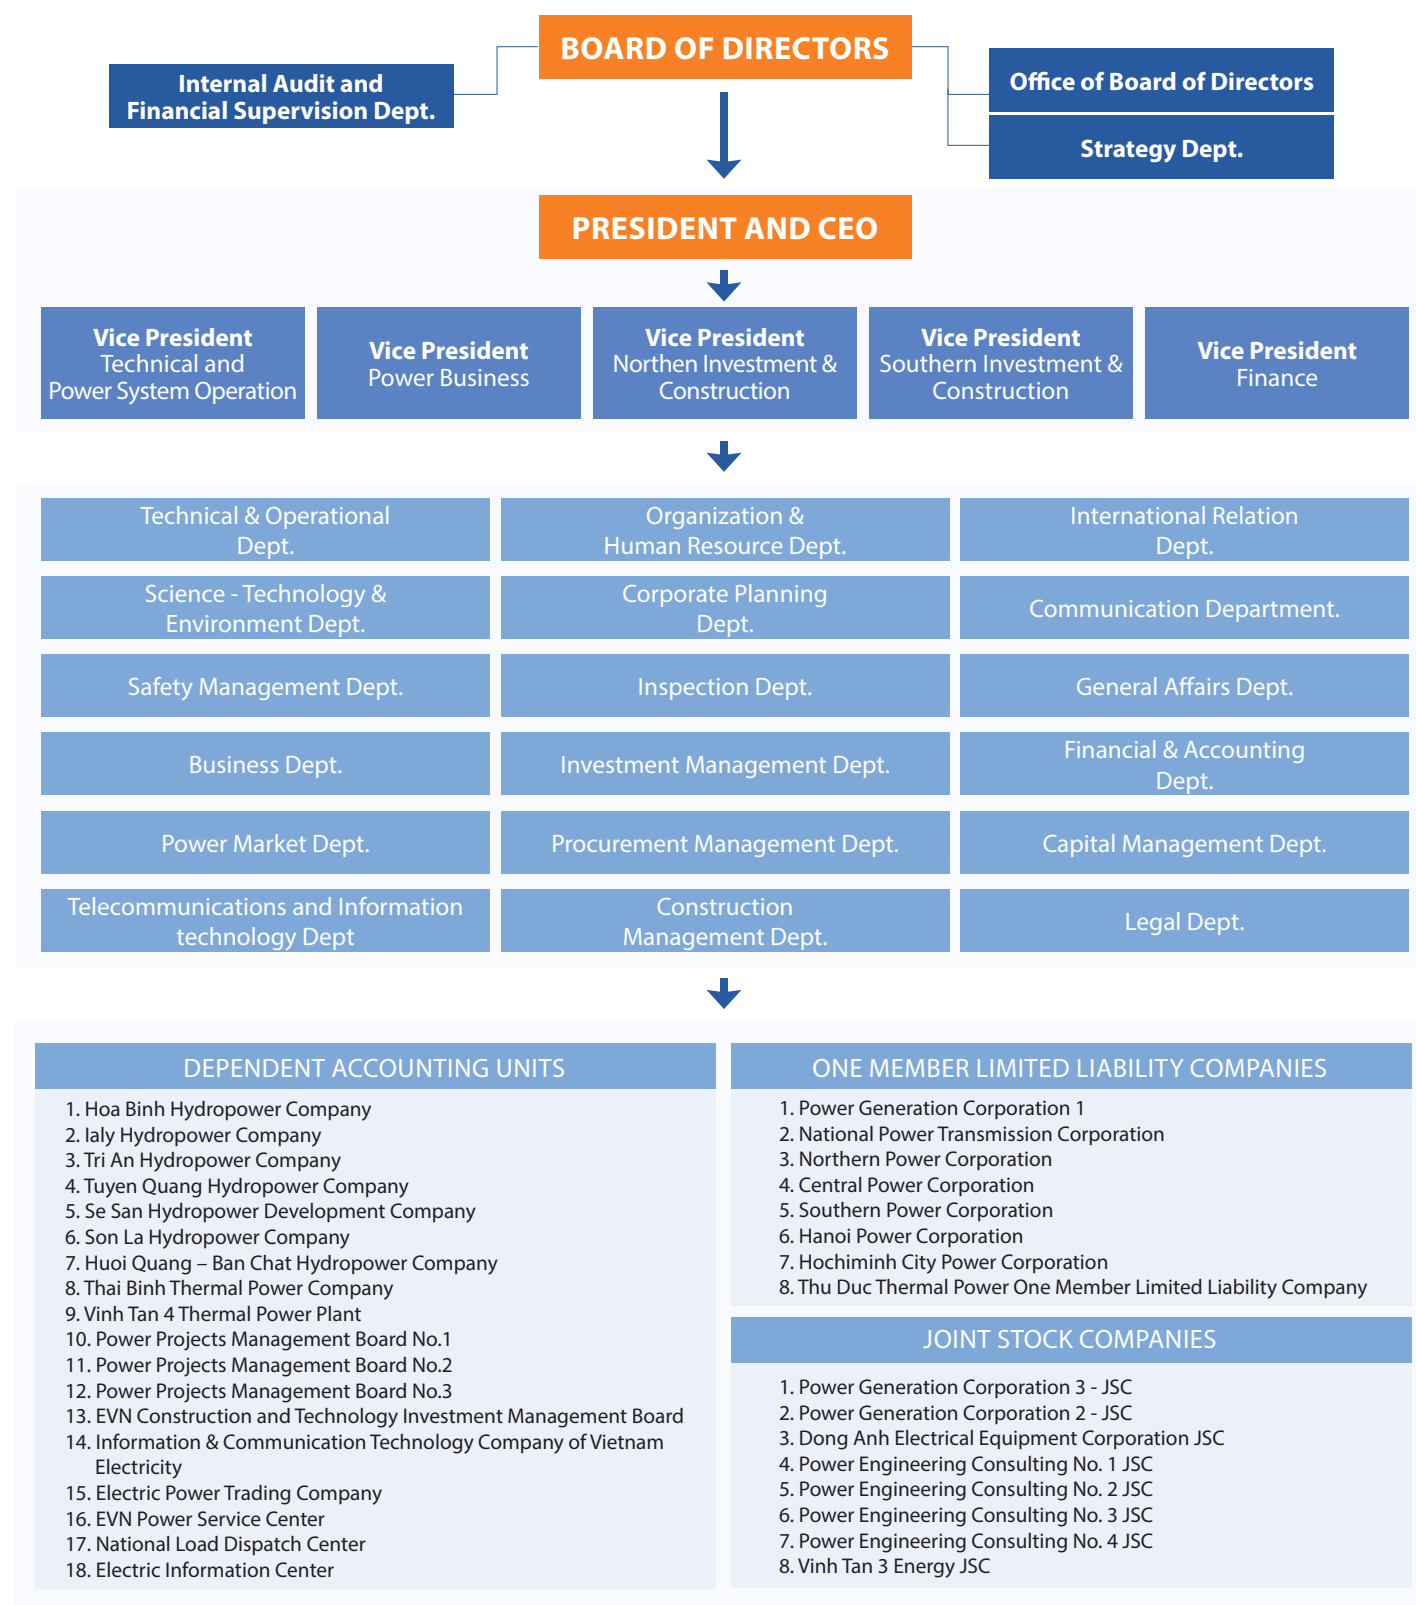 BOARD OF DIRECTORS
Internal Audit and
Financial Supervision Dept.
Office of Board of Directors
Strategy Dept.
PRESIDENT AND CEO
Vice President
Technical and
Power System Operation
Vice President
Power Business
Vice President
Northen Investment &
Construction
Vice President
Southern Investment &
Construction
Vice President
Finance
Technical & Operational
Dept.
Organization &
Human Resource Dept.
International Relation
Dept.
Science - Technology &
Environment Dept.
Corporate Planning
Dept.
Communication Department.
Safety Management Dept.
Inspection Dept.
General Affairs Dept.
Business Dept.
Investment Management Dept.
Financial & Accounting
Dept.
Power Market Dept.
Procurement Management Dept.
Capital Management Dept.
Telecommunications and Information
technology Dept
Construction
Management Dept.
Legal Dept.
DEPENDENT ACCOUNTING UNITS
1. Hoa Binh Hydropower Company
2. Ialy Hydropower Company
3. Tri An Hydropower Company
4. Tuyen Quang Hydropower Company
5. Se San Hydropower Development Company
6. Son La Hydropower Company
7. Huoi Quang – Ban Chat Hydropower Company
8. Thai Binh Thermal Power Company
9. Vinh Tan 4 Thermal Power Plant
10. Power Projects Management Board No.1
11. Power Projects Management Board No.2
12. Power Projects Management Board No.3
13. EVN Construction and Technology Investment Management Board
14. Information & Communication Technology Company of Vietnam
Electricity
15. Electric Power Trading Company
16. EVN Power Service Center
17. National Load Dispatch Center
18. Electric Information Center
ONE MEMBER LIMITED LIABILITY COMPANIES
1. Power Generation Corporation 1
2. National Power Transmission Corporation
3. Northern Power Corporation
4. Central Power Corporation
5. Southern Power Corporation
6. Hanoi Power Corporation
7. Hochiminh City Power Corporation
8. Thu Duc Thermal Power One Member Limited Liability Company
JOINT STOCK COMPANIES
1. Power Generation Corporation 3 - JSC
2. Power Generation Corporation 2 - JSC
3. Dong Anh Electrical Equipment Corporation JSC
4. Power Engineering Consulting No. 1 JSC
5. Power Engineering Consulting No. 2 JSC
6. Power Engineering Consulting No. 3 JSC
7. Power Engineering Consulting No. 4 JSC
8. Vinh Tan 3 Energy JSC